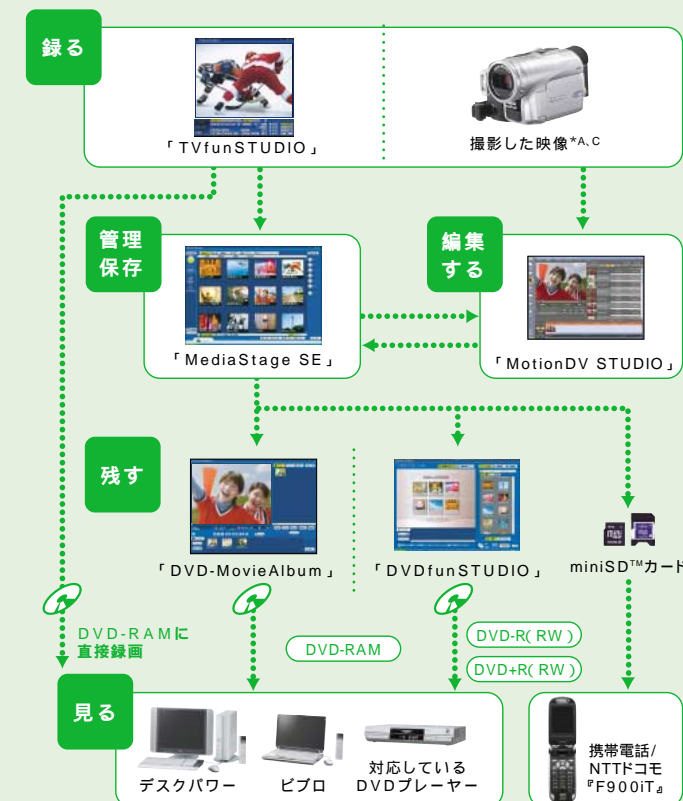 録る
「TVfunSTUDIO」
撮影した映像*A、C
管理
保存
「MediaStage SE」
編集
する
「MotionDV STUDIO」
残す
「DVD-MovieAlbum」
「DVDfunSTUDIO」
miniSD™カード
DVD-RAMに
直接録画
DVD-RAM
DVD-R(RW)
DVD+R(RW)
見る
デスクパワー
ビブロ
対応している
DVDプレーヤー
携帯電話/
NTTドコモ
『F900iT』